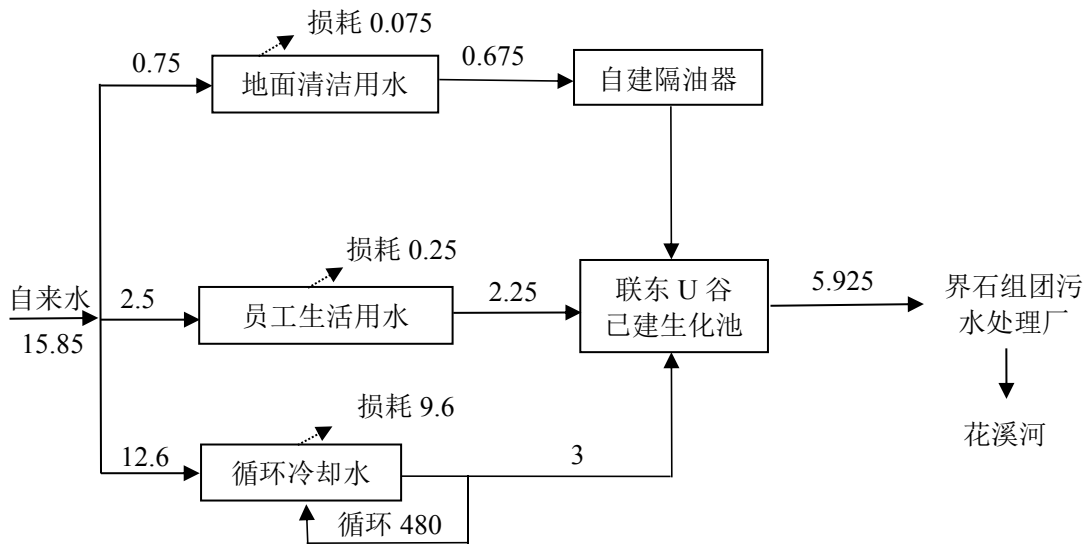 损耗 0.075
0.75
地面清洁用水
0.675
自建隔油器
损耗 0.25
自来水
15.85
2.5
员工生活用水
2.25
联东 U 谷
已建生化池
5.925
界石组团污
水处理厂
损耗 9.6
12.6
循环冷却水
3
花溪河
循环 480